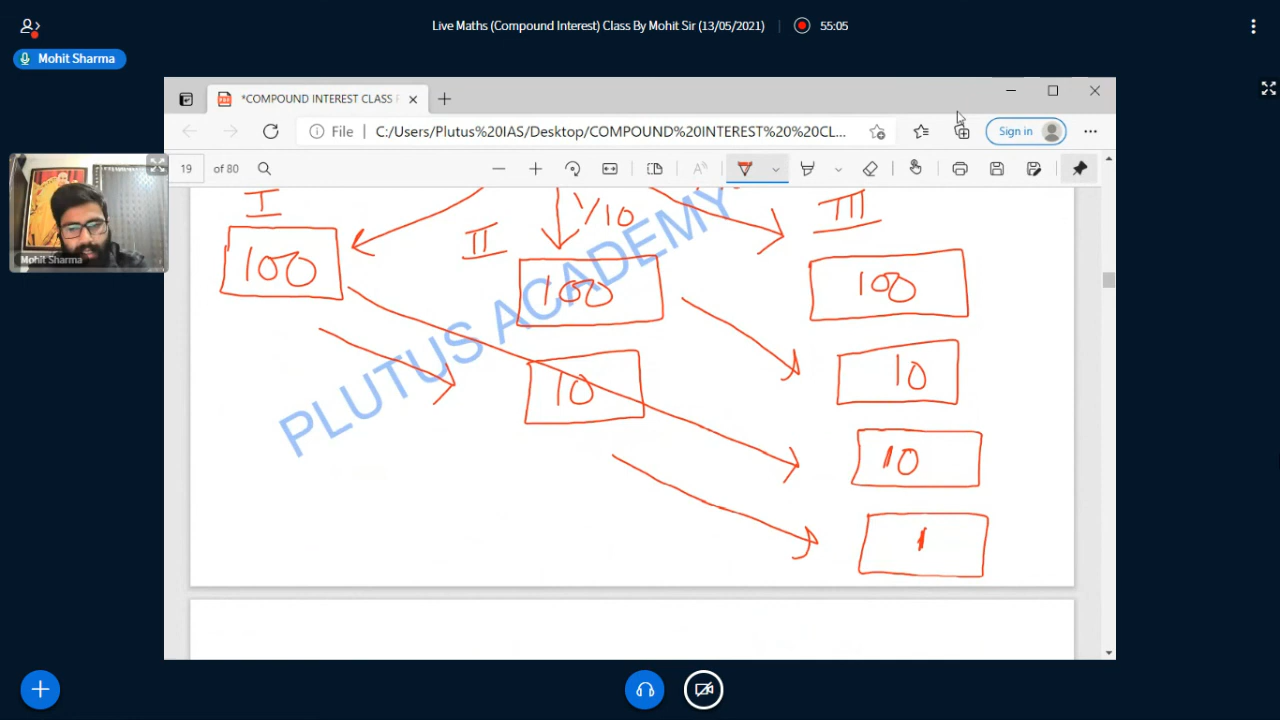 Live Maths (Compound Interest) Class By Mohit Sir (13/05/2021)
55:05
Mohit Sharma
*COMPOUND INTEREST CLASS
File
C:/Users/Plutus%20IAS/Desktop/COMPOUND%20INTEREST%20%20CL...
Sign in
19
of 80
Mohit Sharma
I
1/10
II
III
100
100
100
10
10
10
1
PLUTUS ACADEMY